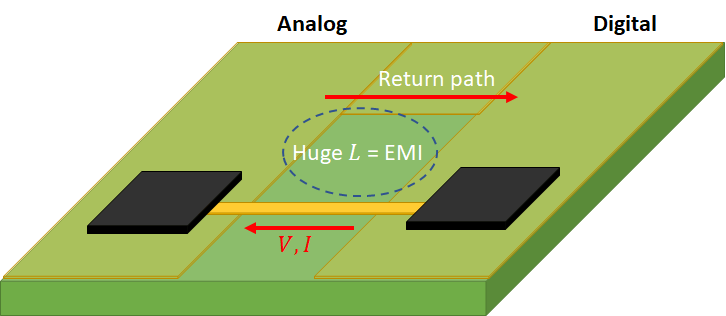 Analog
Digital
Return path
Huge L = EMI
V, I